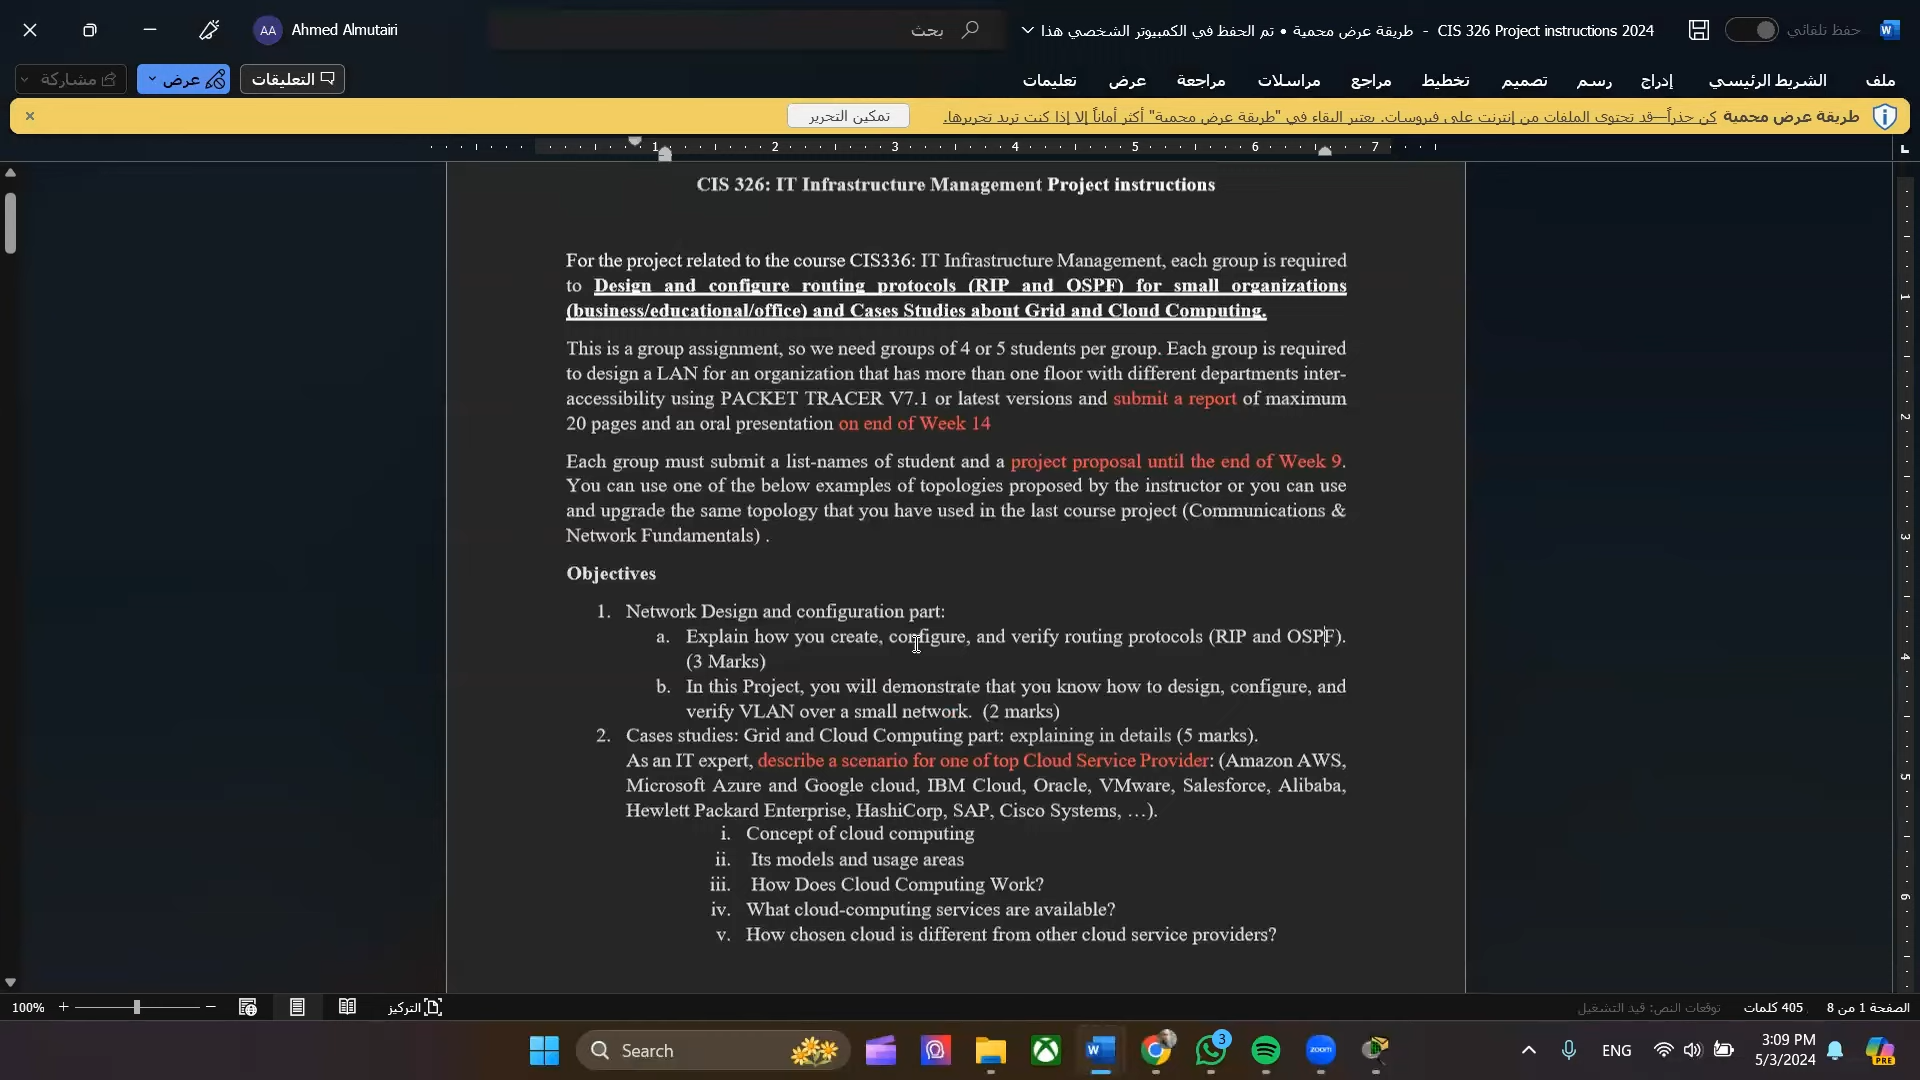 حفظ تلقائي
CIS 326 Project instructions 2024 - طريقة عرض محمية • تم الحفظ في الكمبيوتر الشخصي هذا
بحث
Ahmed Almutairi
AA
ملف
الشريط الرئيسي
إدراج
رسم
تصميم
تخطيط
مراجع
مراسلات
مراجعة
عرض
تعليمات
التعليقات
عرض
مشاركة
طريقة عرض محمية كن حذراً—قد تحتوي الملفات من إنترنت على فيروسات. يعتبر البقاء في "طريقة عرض محمية" أكثر أماناً إلا إذا كنت تريد تحريرها.
تمكين التحرير
1 2 3 4 5 6 7
CIS 326: IT Infrastructure Management Project instructions
For the project related to the course CIS336: IT Infrastructure Management, each group is required
to Design and configure routing protocols (RIP and OSPF) for small organizations
(business/educational/office) and Cases Studies about Grid and Cloud Computing.
This is a group assignment, so we need groups of 4 or 5 students per group. Each group is required
to design a LAN for an organization that has more than one floor with different departments inter-
accessibility using PACKET TRACER V7.1 or latest versions and submit a report of maximum
20 pages and an oral presentation on end of Week 14
Each group must submit a list-names of student and a project proposal until the end of Week 9.
You can use one of the below examples of topologies proposed by the instructor or you can use
and upgrade the same topology that you have used in the last course project (Communications &
Network Fundamentals) .
Objectives
1. Network Design and configuration part:
a. Explain how you create, configure, and verify routing protocols (RIP and OSPF).
(3 Marks)
b. In this Project, you will demonstrate that you know how to design, configure, and
verify VLAN over a small network. (2 marks)
2. Cases studies: Grid and Cloud Computing part: explaining in details (5 marks).
As an IT expert, describe a scenario for one of top Cloud Service Provider: (Amazon AWS,
Microsoft Azure and Google cloud, IBM Cloud, Oracle, VMware, Salesforce, Alibaba,
Hewlett Packard Enterprise, HashiCorp, SAP, Cisco Systems, …).
i. Concept of cloud computing
ii. Its models and usage areas
iii. How Does Cloud Computing Work?
iv. What cloud-computing services are available?
v. How chosen cloud is different from other cloud service providers?
1
2
3
4
5
6
الصفحة 1 من 8
405 كلمات
توقعات النص: قيد التشغيل
التركيز
100%
Search
3
zoom
ENG
3:09 PM
5/3/2024
PRE